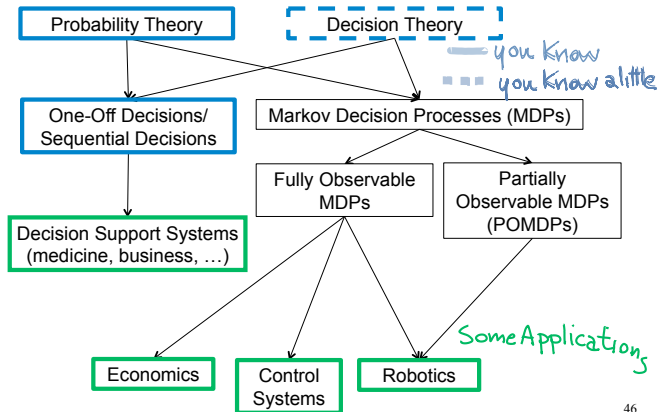 Probability Theory
Decision Theory
you Know
you Know a little
One-Off Decisions/
Sequential Decisions
Markov Decision Processes (MDPs)
Fully Observable
MDPs
Partially
Observable MDPs
(POMDPs)
Decision Support Systems
(medicine, business, …)
Some Applications
Economics
Control
Systems
Robotics
46